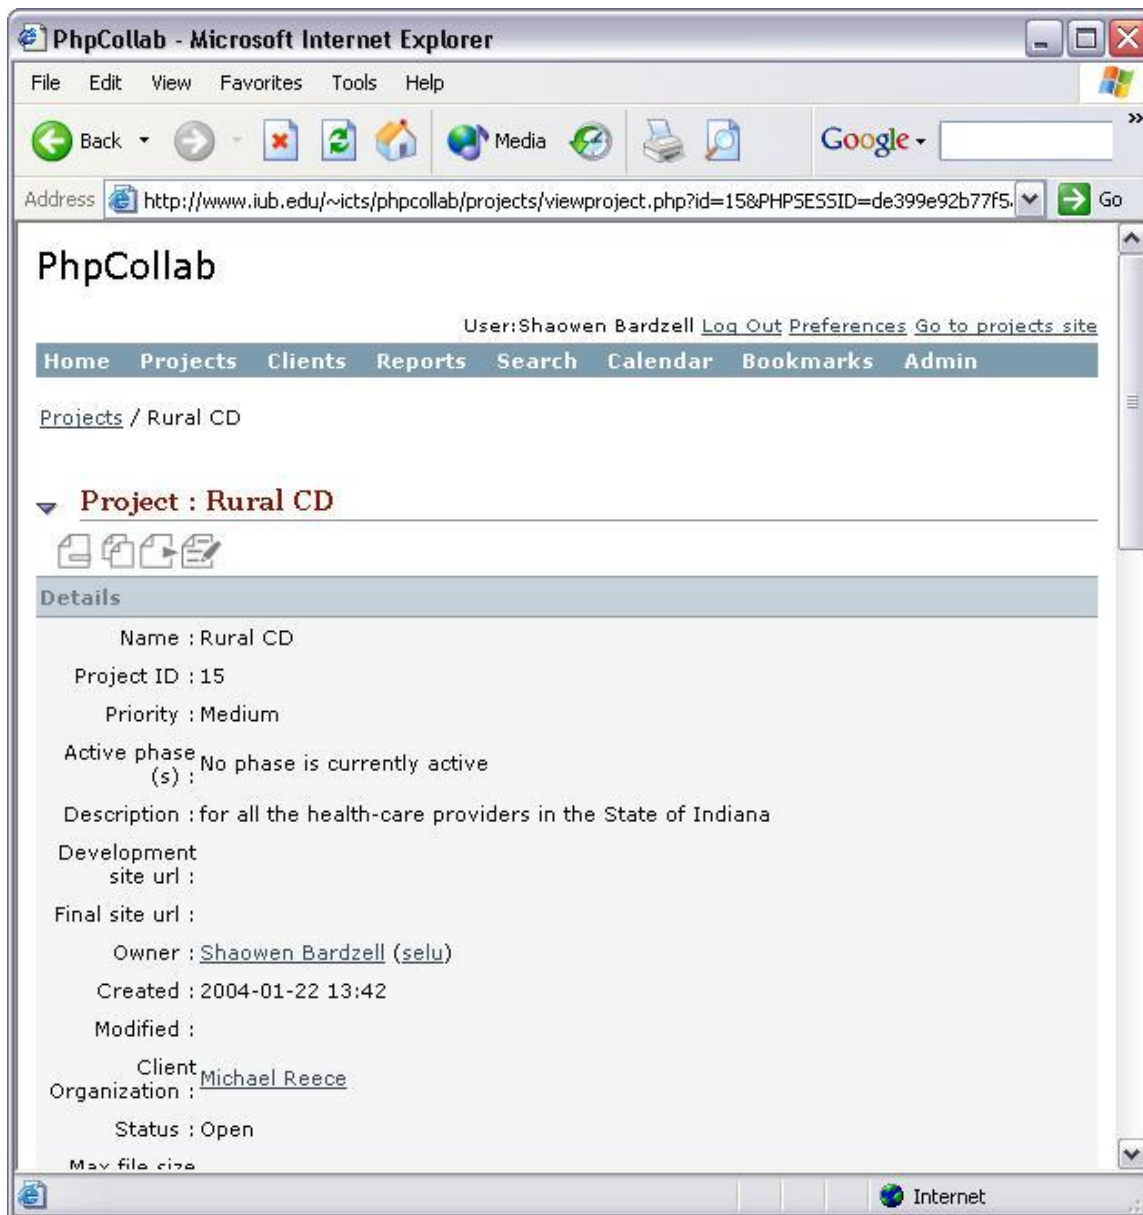 PhpCollab - Microsoft Internet Explorer
File Edit View Favorites Tools Help
Back Media Google
Address http://www.iub.edu/~icts/phpcollab/projects/viewproject.php?id=15&PHPSESSID=de399e92b77f5. Go
PhpCollab
User:Shaowen Bardzell Log Out Preferences Go to projects site
Home Projects Clients Reports Search Calendar Bookmarks Admin
Projects / Rural CD
Project : Rural CD
Details
Name : Rural CD
Project ID : 15
Priority : Medium
Active phase
(s) : No phase is currently active
Description : for all the health-care providers in the State of Indiana
Development
site url :
Final site url :
Owner : Shaowen Bardzell (selu)
Created : 2004-01-22 13:42
Modified :
Client
Organization : Michael Reece
Status : Open
Max file size
Internet